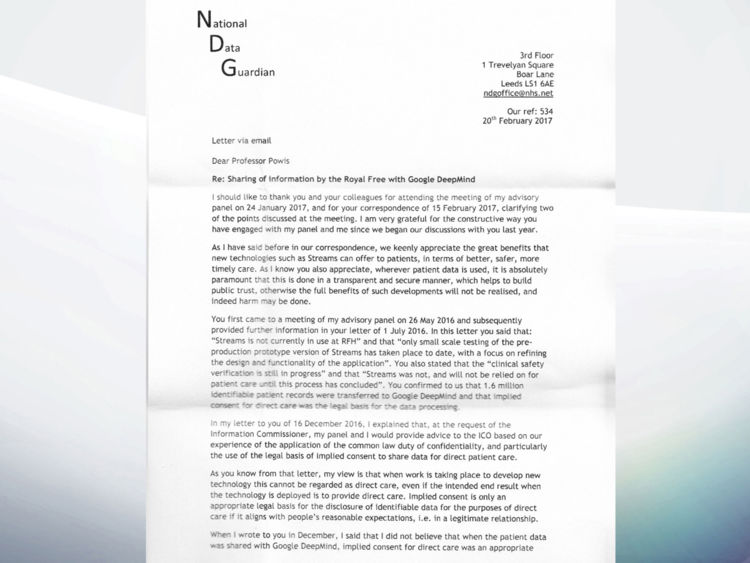 National
Data
Guardian
3rd Floor
1 Trevelyan Square
Boar Lane
Leeds LS1 6AE
ndgoffice@nhs.net
Our ref: 534
20th February 2017
Letter via email
Dear Professor Powis
Re: Sharing of information by the Royal Free with Google DeepMind
I should like to thank you and your colleagues for attending the meeting of my advisory
panel on 24 January 2017, and for your correspondence of 15 February 2017, clarifying two
of the points discussed at the meeting. I am very grateful for the constructive way you
have engaged with my panel and me since we began our discussions with you last year.
As I have said before in our correspondence, we keenly appreciate the great benefits that
new technologies such as Streams can offer to patients, in terms of better, safer, more
timely care. As I know you also appreciate, wherever patient data is used, it is absolutely
paramount that this is done in a transparent and secure manner, which helps to build
public trust, otherwise the full benefits of such developments will not be realised, and
indeed harm may be done.
You first came to a meeting of my advisory panel on 26 May 2016 and subsequently
provided further information in your letter of 1 July 2016. In this letter you said that:
"Streams is not currently in use at RFH" and that "only small scale testing of the pre-
production prototype version of Streams has taken place to date, with a focus on refining
the design and functionality of the application". You also stated that the "clinical safety
verification is still in progress" and that "Streams was not, and will not be relied on for
patient care until this process has concluded". You confirmed to us that 1.6 million
identifiable patient records were transferred to Google DeepMind and that implied
consent for direct care was the legal basis for the data processing.
In my letter to you of 16 December 2016, I explained that, at the request of the
Information Commissioner, my panel and I would provide advice to the ICO based on our
experience of the application of the common law duty of confidentiality, and particularly
the use of the legal basis of implied consent to share data for direct patient care.
As you know from that letter, my view is that when work is taking place to develop new
technology this cannot be regarded as direct care, even if the intended end result when
the technology is deployed is to provide direct care. Implied consent is only an
appropriate legal basis for the disclosure of identifiable data for the purposes of direct
care if it aligns with people's reasonable expectations, i.e. in a legitimate relationship.
When I wrote to you in December, I said that I did not believe that when the patient data
was shared with Google DeepMind, implied consent for direct care was an appropriate